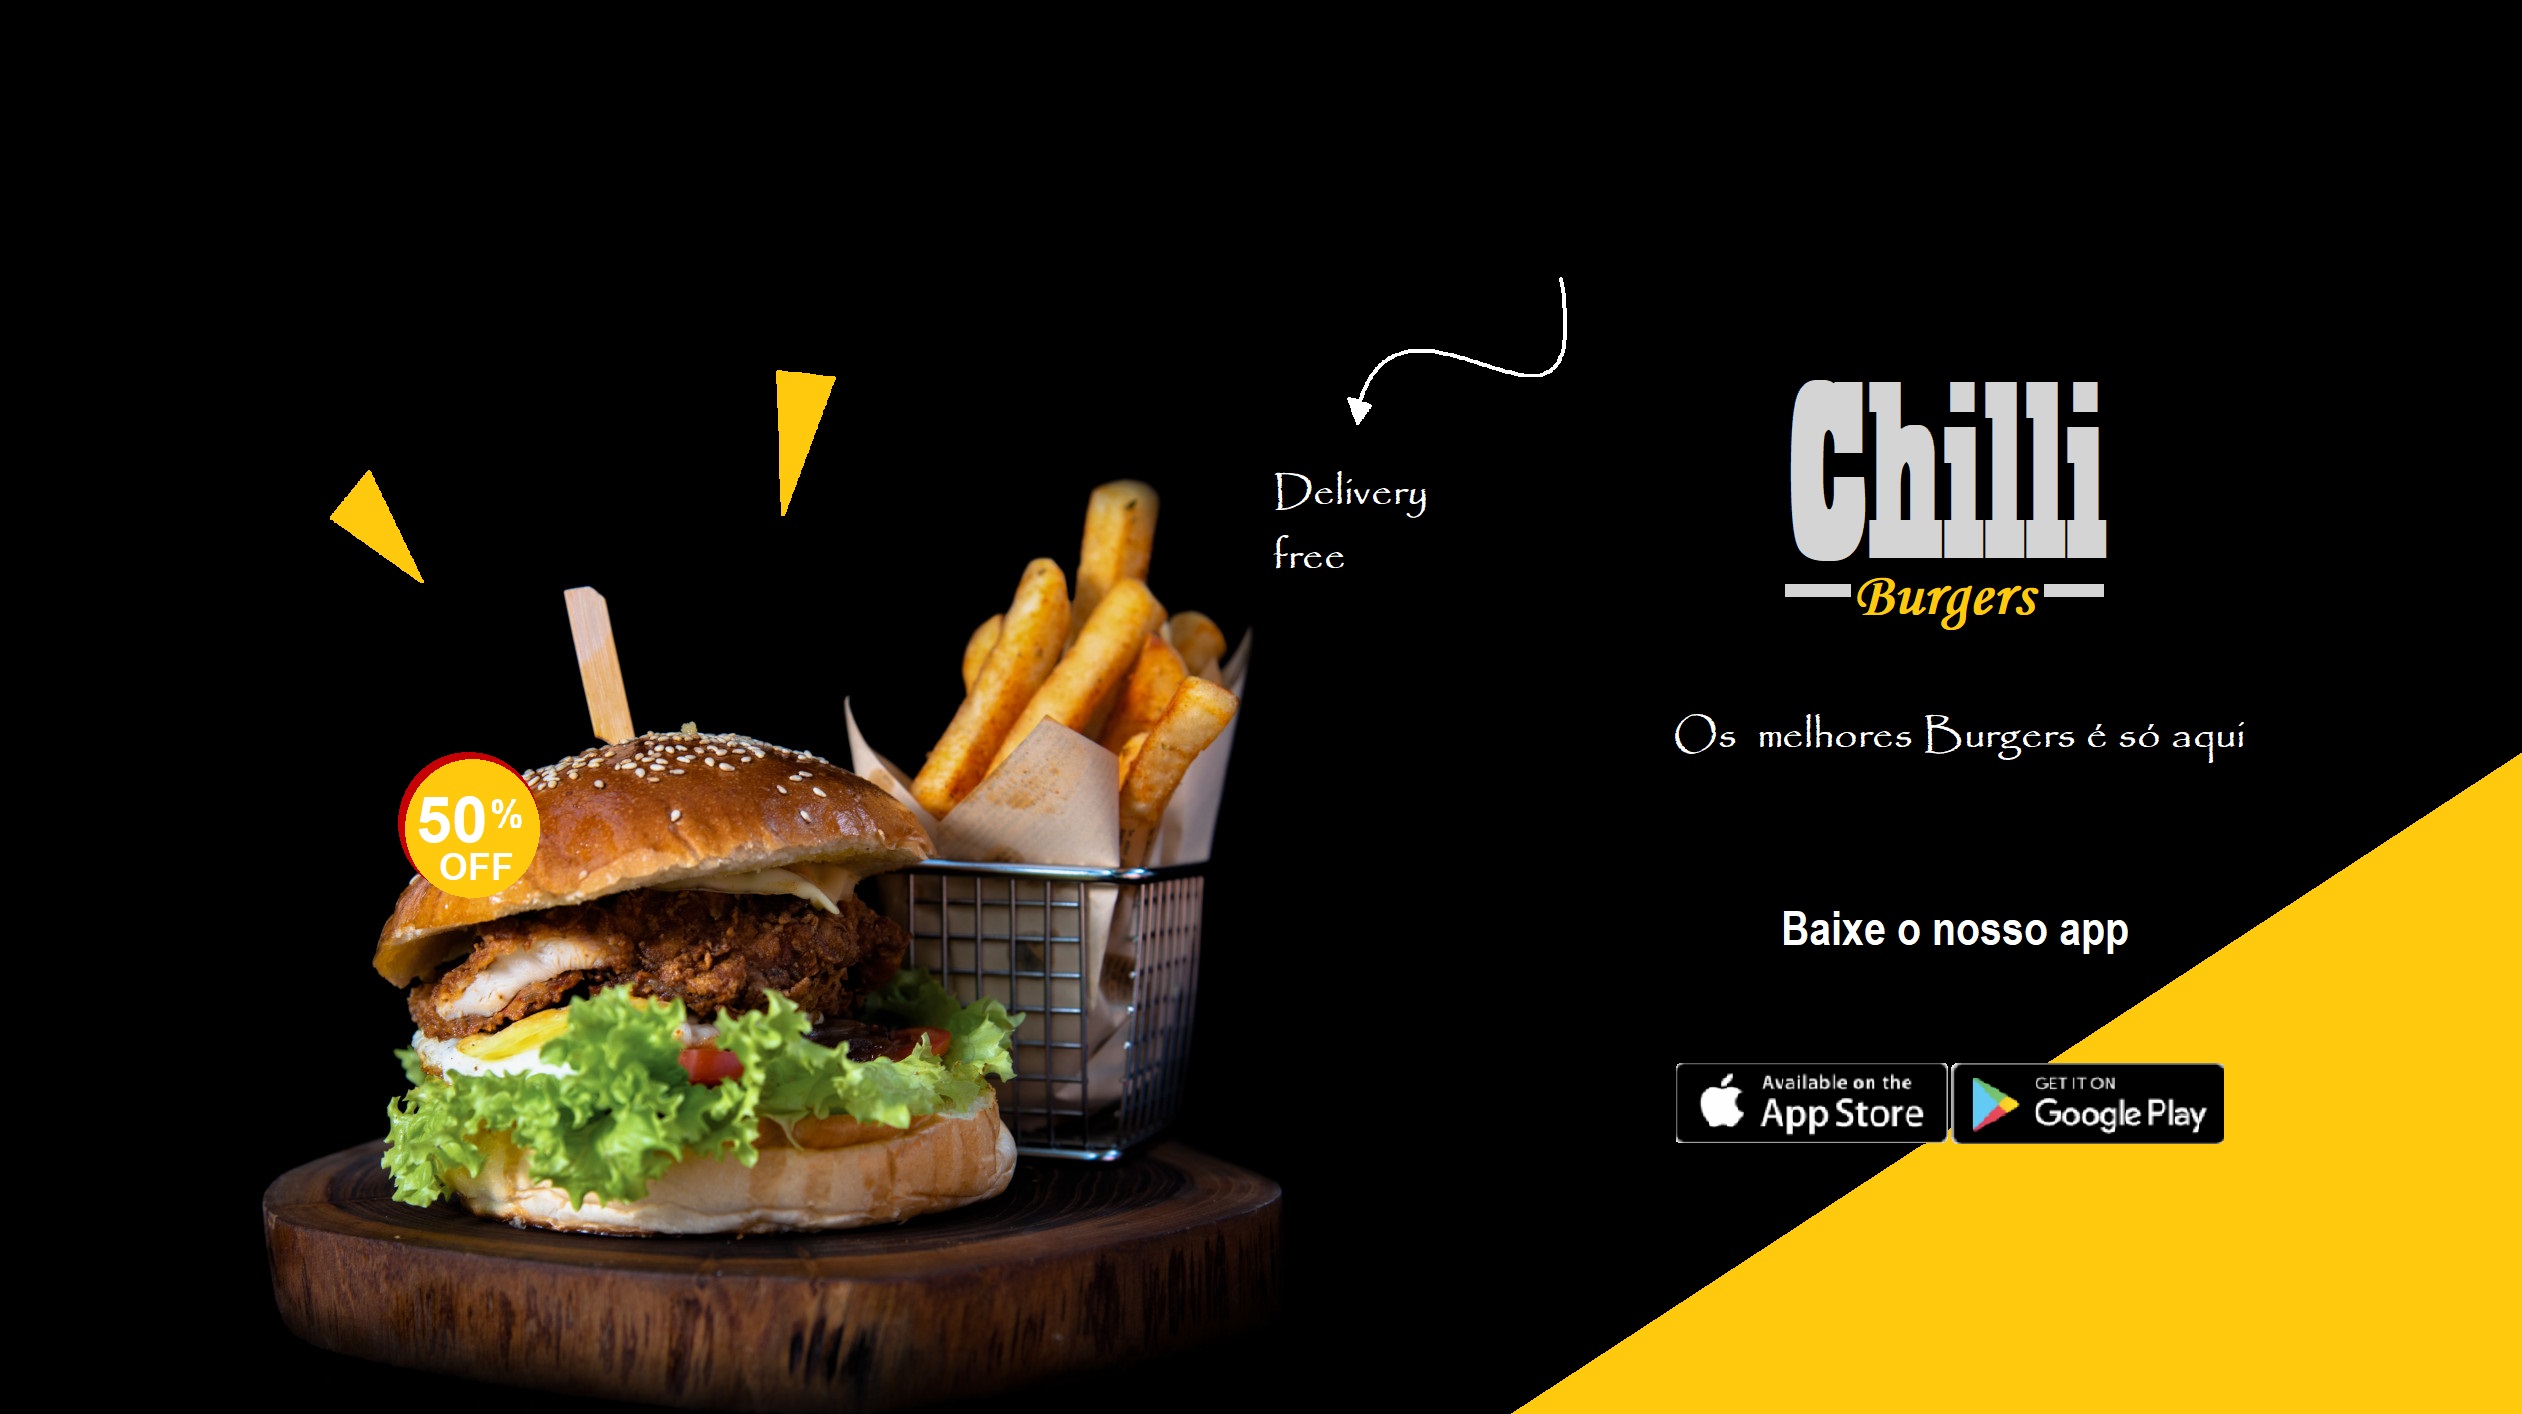 Delivery
free
Chilli
Burgers
Os melhores Burgers é só aqui
50%
OFF
Baixe o nosso app
Available on the
App Store
GET IT ON
Google Play